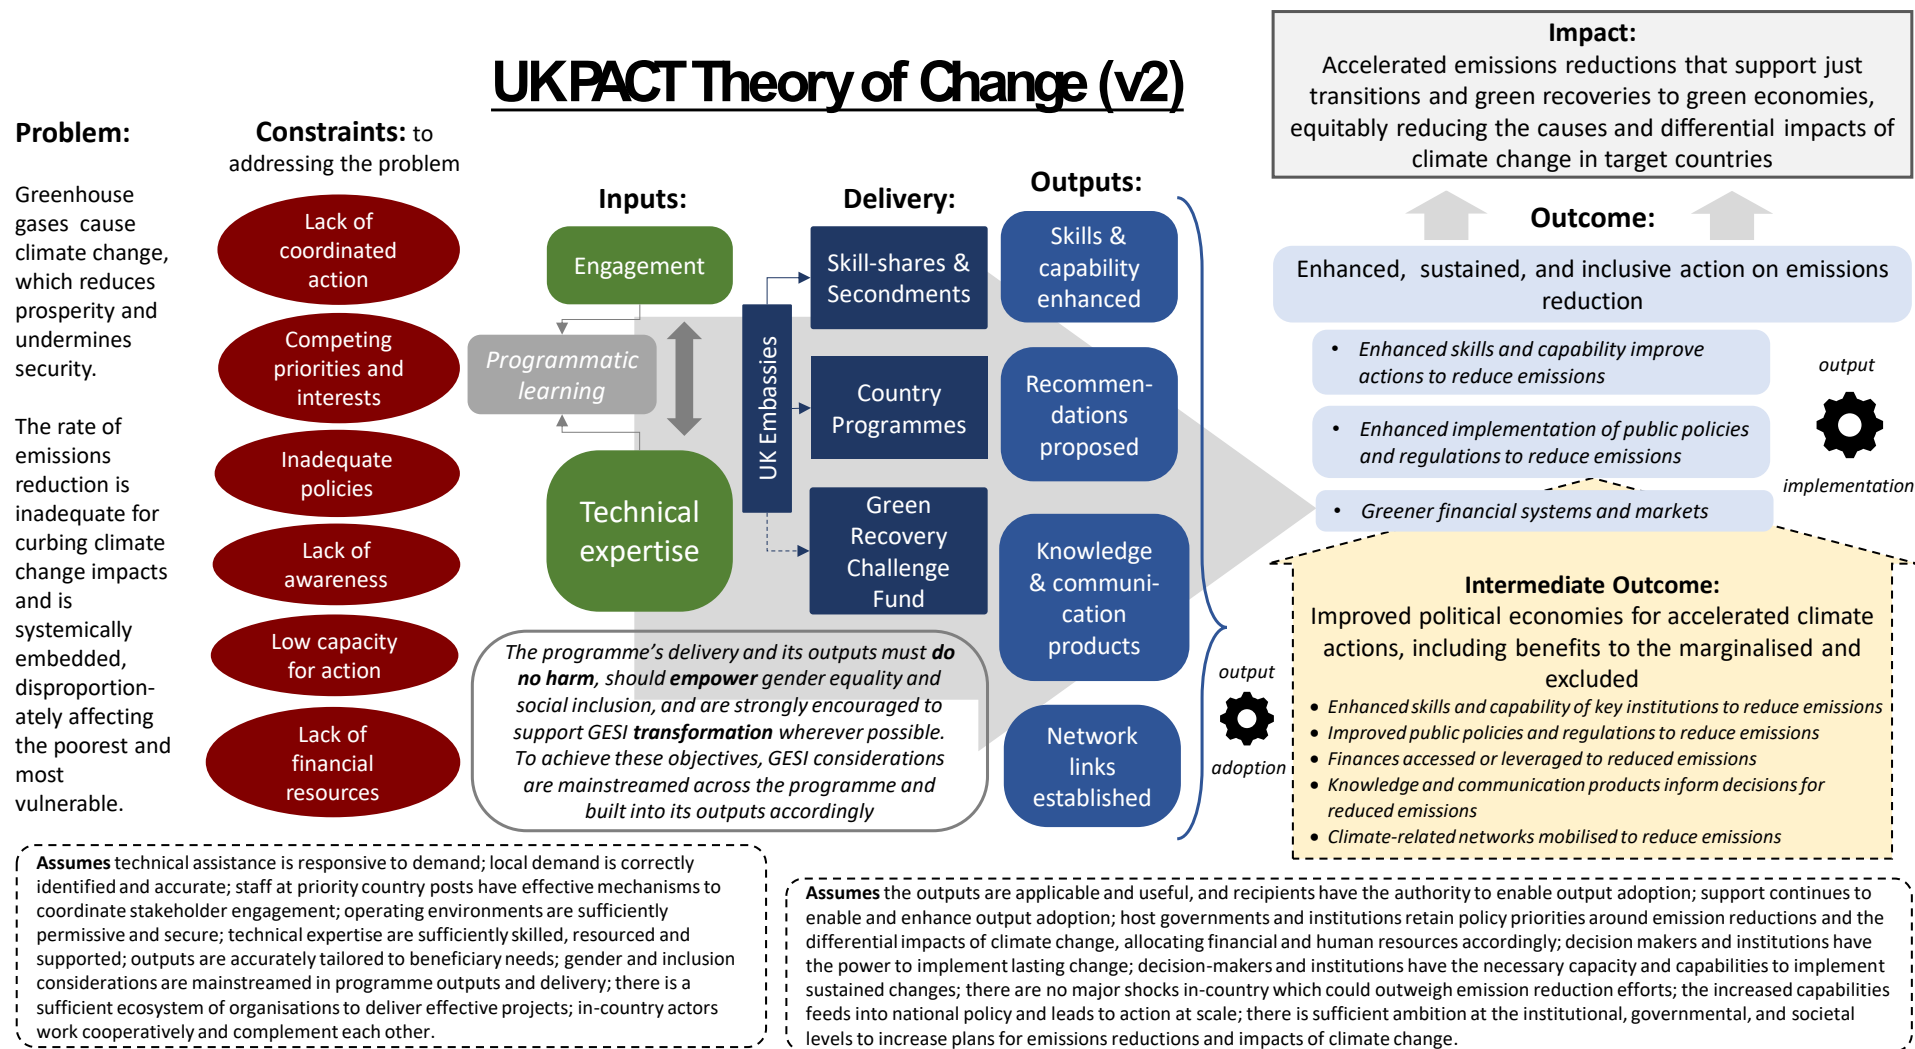 UK PACT Theory of Change (v2)
Problem:
Greenhouse
gases cause
climate change,
which reduces
prosperity and
undermines
security.
The rate of
emissions
reduction is
inadequate for
curbing climate
change impacts
and is
systemically
embedded,
disproportion-
ately affecting
the poorest and
most
vulnerable.
Constraints: to
addressing the problem
Lack of
coordinated
action
Competing
priorities and
interests
Inadequate
policies
Lack of
awareness
Low capacity
for action
Lack of
financial
resources
Inputs:
Engagement
Programmatic
learning
Technical
expertise
Delivery:
UK Embassies
Skill-shares &
Secondments
Country
Programmes
Green
Recovery
Challenge
Fund
The programme's delivery and its outputs must do
no harm, should empower gender equality and
social inclusion, and are strongly encouraged to
support GESI transformation wherever possible.
To achieve these objectives, GESI considerations
are mainstreamed across the programme and
built into its outputs accordingly
Outputs:
Skills &
capability
enhanced
Recommen-
dations
proposed
Knowledge
& communi-
cation
products
Network
links
established
output
adoption
Impact:
Accelerated emissions reductions that support just
transitions and green recoveries to green economies,
equitably reducing the causes and differential impacts of
climate change in target countries
Outcome:
Enhanced, sustained, and inclusive action on emissions
reduction
• Enhanced skills and capability improve
actions to reduce emissions
• Enhanced implementation of public policies
and regulations to reduce emissions
• Greener financial systems and markets
output
implementation
Intermediate Outcome:
Improved political economies for accelerated climate
actions, including benefits to the marginalised and
excluded
• Enhanced skills and capability of key institutions to reduce emissions
• Improved public policies and regulations to reduce emissions
• Finances accessed or leveraged to reduced emissions
• Knowledge and communication products inform decisions for
reduced emissions
• Climate-related networks mobilised to reduce emissions
Assumes technical assistance is responsive to demand; local demand is correctly
identified and accurate; staff at priority country posts have effective mechanisms to
coordinate stakeholder engagement; operating environments are sufficiently
permissive and secure; technical expertise are sufficiently skilled, resourced and
supported; outputs are accurately tailored to beneficiary needs; gender and inclusion
considerations are mainstreamed in programme outputs and delivery; there is a
sufficient ecosystem of organisations to deliver effective projects; in-country actors
work cooperatively and complement each other.
Assumes the outputs are applicable and useful, and recipients have the authority to enable output adoption; support continues to
enable and enhance output adoption; host governments and institutions retain policy priorities around emission reductions and the
differential impacts of climate change, allocating financial and human resources accordingly; decision makers and institutions have
the power to implement lasting change; decision-makers and institutions have the necessary capacity and capabilities to implement
sustained changes; there are no major shocks in-country which could outweigh emission reduction efforts; the increased capabilities
feeds into national policy and leads to action at scale; there is sufficient ambition at the institutional, governmental, and societal
levels to increase plans for emissions reductions and impacts of climate change.